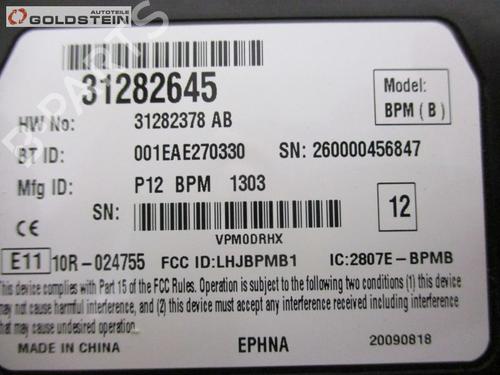 AUTOTEILE
GOLDSTEIN
B-PARTS
31282645
Model:
BPM ( B )
HW No: 31282378 AB
BT ID: 001EAE270330 SN: 260000456847
Mfg ID: P12 BPM 1303
SN:
12
VPM0DRHX
CE
E11 10R-024755 FCC ID:LHJBPMB1 IC:2807E-BPMB
This device complies with Part 15 of the FCC Rules. Operation is subject to the following two conditions (1) this device
may not cause harmful interference, and (2) this device must accept any interference received, including interference
that may cause undesired operation.
MADE IN CHINA EPHNA 20090818